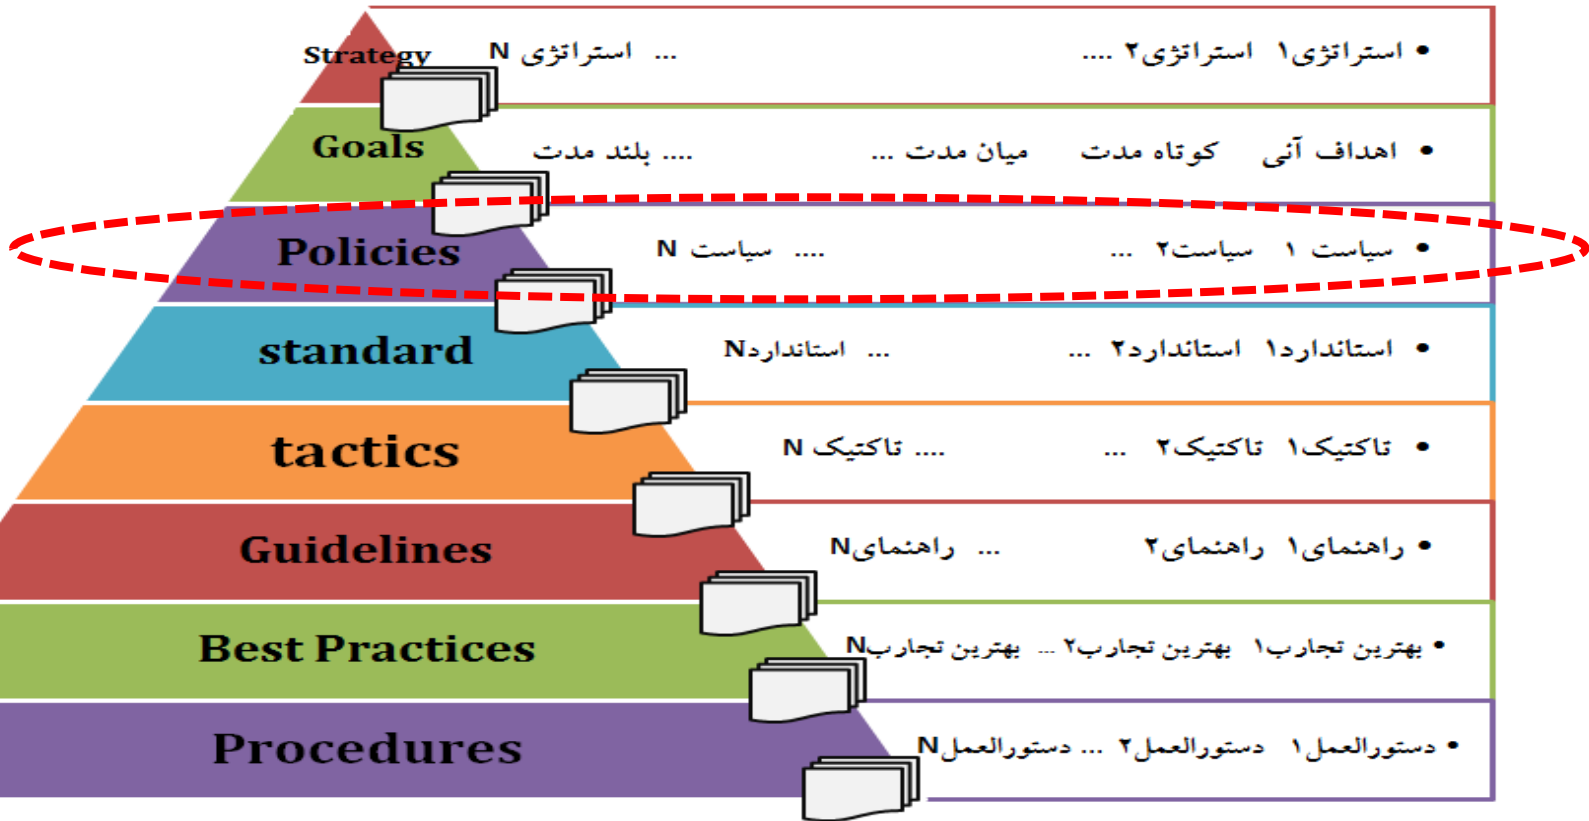 Strategy
• استراتژی۱ استراتژی۲ .... ... استراتژی N
Goals
• اهداف آنی کوتاه مدت میان مدت ... .... بلند مدت
Policies
• سیاست ۱ سیاست۲ ... .... سیاست N
standard
• استاندارد۱ استاندارد۲ ... ... استانداردN
tactics
• تاکتیک۱ تاکتیک۲ ... .... تاکتیک N
Guidelines
• راهنمای۱ راهنمای۲ ... راهنمایN
Best Practices
• بهترین تجارب۱ بهترین تجارب۲ ... بهترین تجاربN
Procedures
• دستورالعمل۱ دستورالعمل۲ ... دستورالعملN